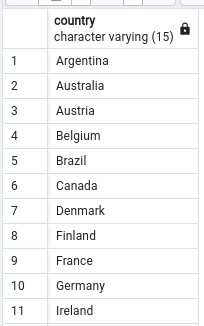 country
character varying (15)
1 Argentina
2 Australia
3 Austria
4 Belgium
5 Brazil
6 Canada
7 Denmark
8 Finland
9 France
10 Germany
11 Ireland